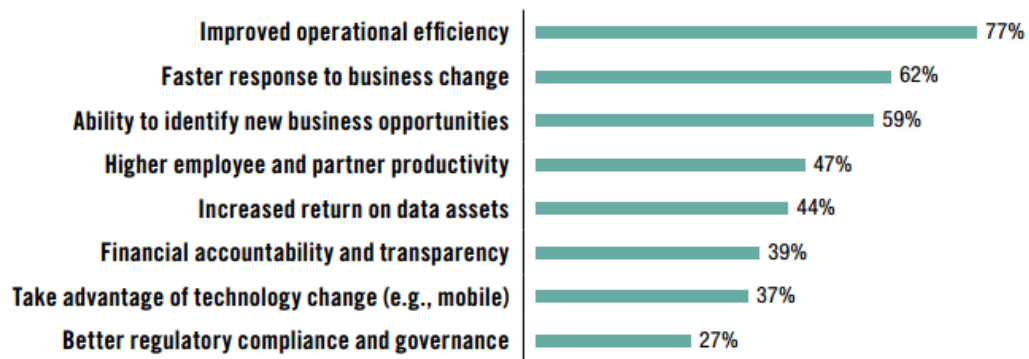 Improved operational efficiency 77%
Faster response to business change 62%
Ability to identify new business opportunities 59%
Higher employee and partner productivity 47%
Increased return on data assets 44%
Financial accountability and transparency 39%
Take advantage of technology change (e.g., mobile) 37%
Better regulatory compliance and governance 27%